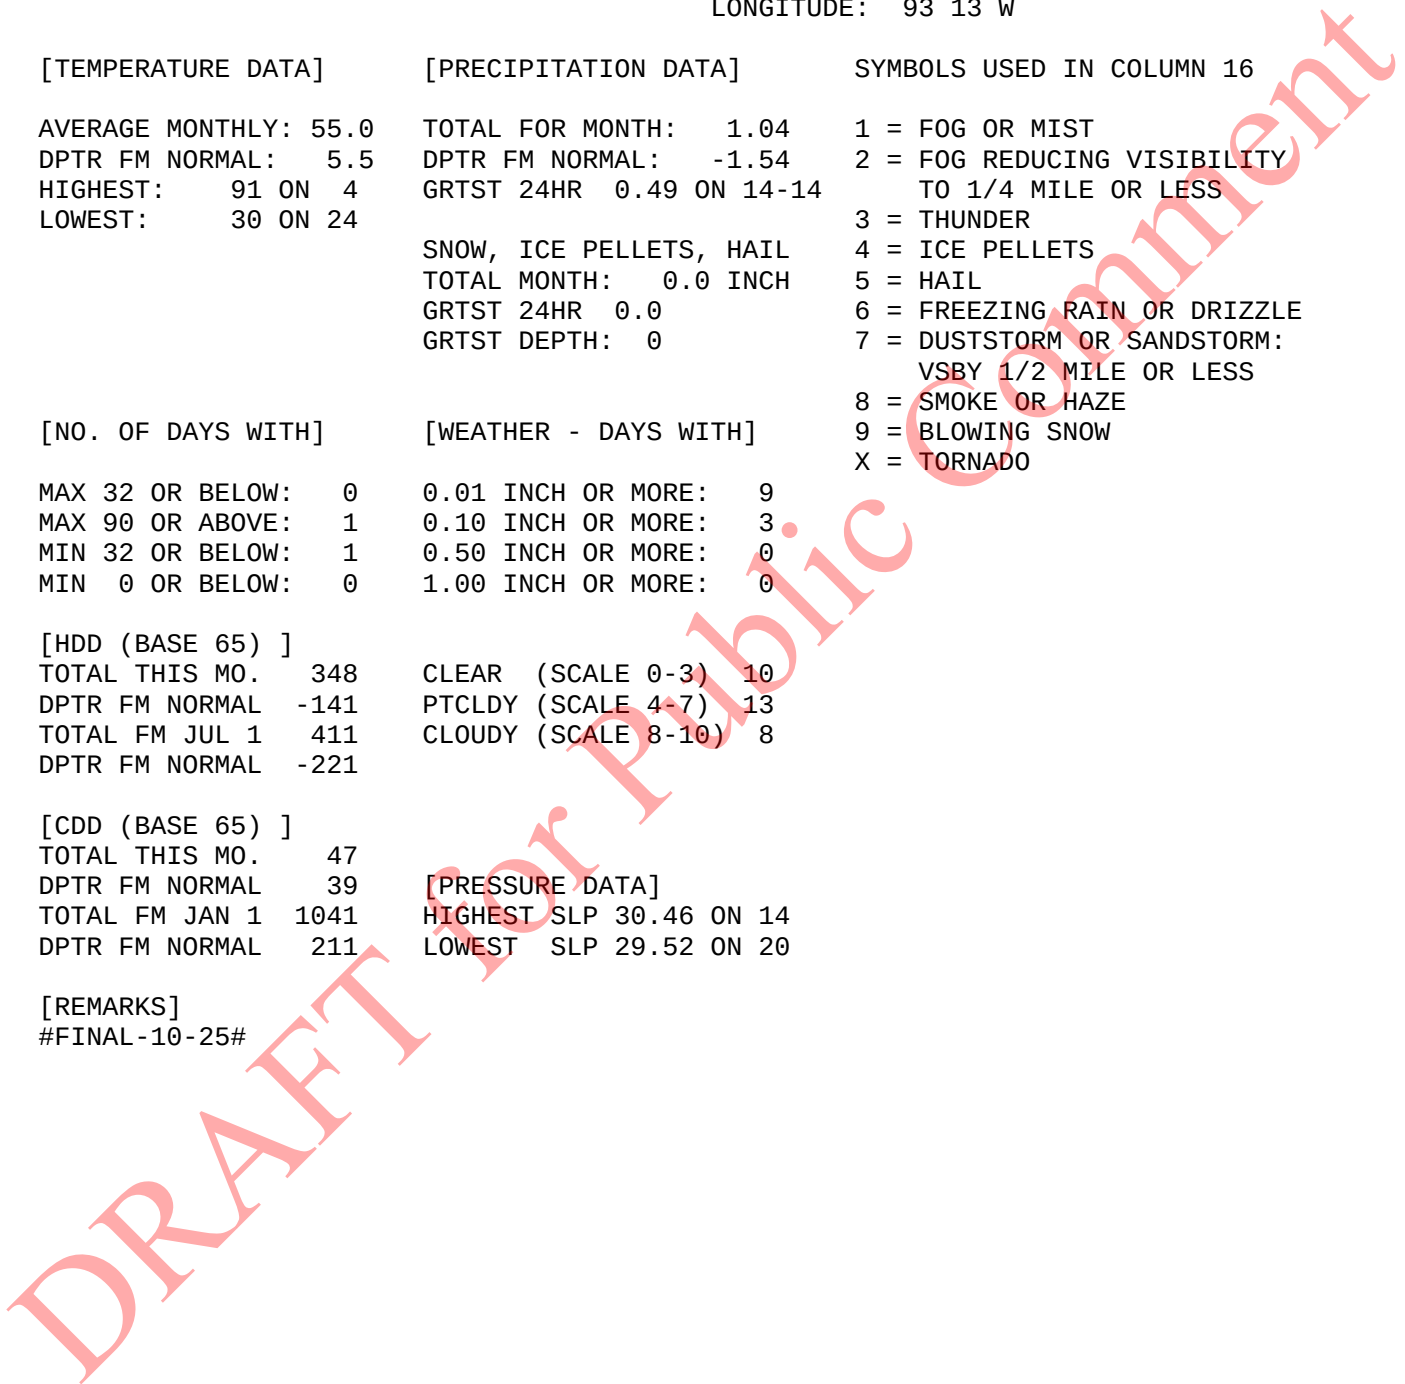 LONGITUDE:  93 13 W
[TEMPERATURE DATA]      [PRECIPITATION DATA]       SYMBOLS USED IN COLUMN 16
AVERAGE MONTHLY: 55.0   TOTAL FOR MONTH:   1.04    1 = FOG OR MIST
DPTR FM NORMAL:   5.5   DPTR FM NORMAL:   -1.54    2 = FOG REDUCING VISIBILITY
HIGHEST:    91 ON  4    GRTST 24HR  0.49 ON 14-14      TO 1/4 MILE OR LESS
LOWEST:     30 ON 24                               3 = THUNDER
                        SNOW, ICE PELLETS, HAIL    4 = ICE PELLETS
                        TOTAL MONTH:   0.0 INCH    5 = HAIL
                        GRTST 24HR  0.0            6 = FREEZING RAIN OR DRIZZLE
                        GRTST DEPTH:  0            7 = DUSTSTORM OR SANDSTORM:
                                                       VSBY 1/2 MILE OR LESS
                                                   8 = SMOKE OR HAZE
[NO. OF DAYS WITH]      [WEATHER - DAYS WITH]      9 = BLOWING SNOW
                                                   X = TORNADO
MAX 32 OR BELOW:   0    0.01 INCH OR MORE:   9
MAX 90 OR ABOVE:   1    0.10 INCH OR MORE:   3
MIN 32 OR BELOW:   1    0.50 INCH OR MORE:   0
MIN  0 OR BELOW:   0    1.00 INCH OR MORE:   0
[HDD (BASE 65) ]
TOTAL THIS MO.   348    CLEAR  (SCALE 0-3)  10
DPTR FM NORMAL  -141    PTCLDY (SCALE 4-7)  13
TOTAL FM JUL 1   411    CLOUDY (SCALE 8-10)  8
DPTR FM NORMAL  -221
[CDD (BASE 65) ]
TOTAL THIS MO.    47
DPTR FM NORMAL    39    [PRESSURE DATA]
TOTAL FM JAN 1  1041    HIGHEST SLP 30.46 ON 14
DPTR FM NORMAL   211    LOWEST  SLP 29.52 ON 20
[REMARKS]
#FINAL-10-25#
DRAFT for Public Comment